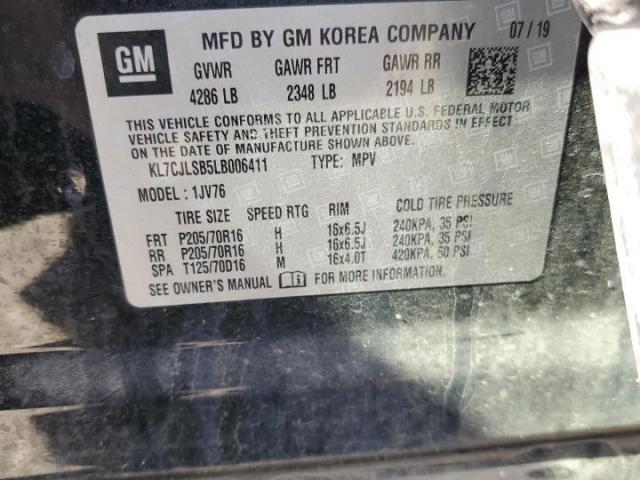 GM
MFD BY GM KOREA COMPANY 07/19
GVWR GAWR FRT GAWR RR
4286 LB 2348 LB 2194 LB
THIS VEHICLE CONFORMS TO ALL APPLICABLE U.S. FEDERAL MOTOR
VEHICLE SAFETY AND THEFT PREVENTION STANDARDS IN EFFECT
ON THE DATE OF MANUFACTURE SHOWN ABOVE.
KL7CJLSB5LB006411 TYPE: MPV
MODEL: 1JV76
TIRE SIZE SPEED RTG RIM COLD TIRE PRESSURE
FRT P205/70R16 H 16x6.5J 240KPA, 35 PSI
RR P205/70R16 H 16x6.5J 240KPA, 35 PSI
SPA T125/70D16 M 16x4.0T 420KPA, 60 PSI
SEE OWNER'S MANUAL FOR MORE INFORMATION.